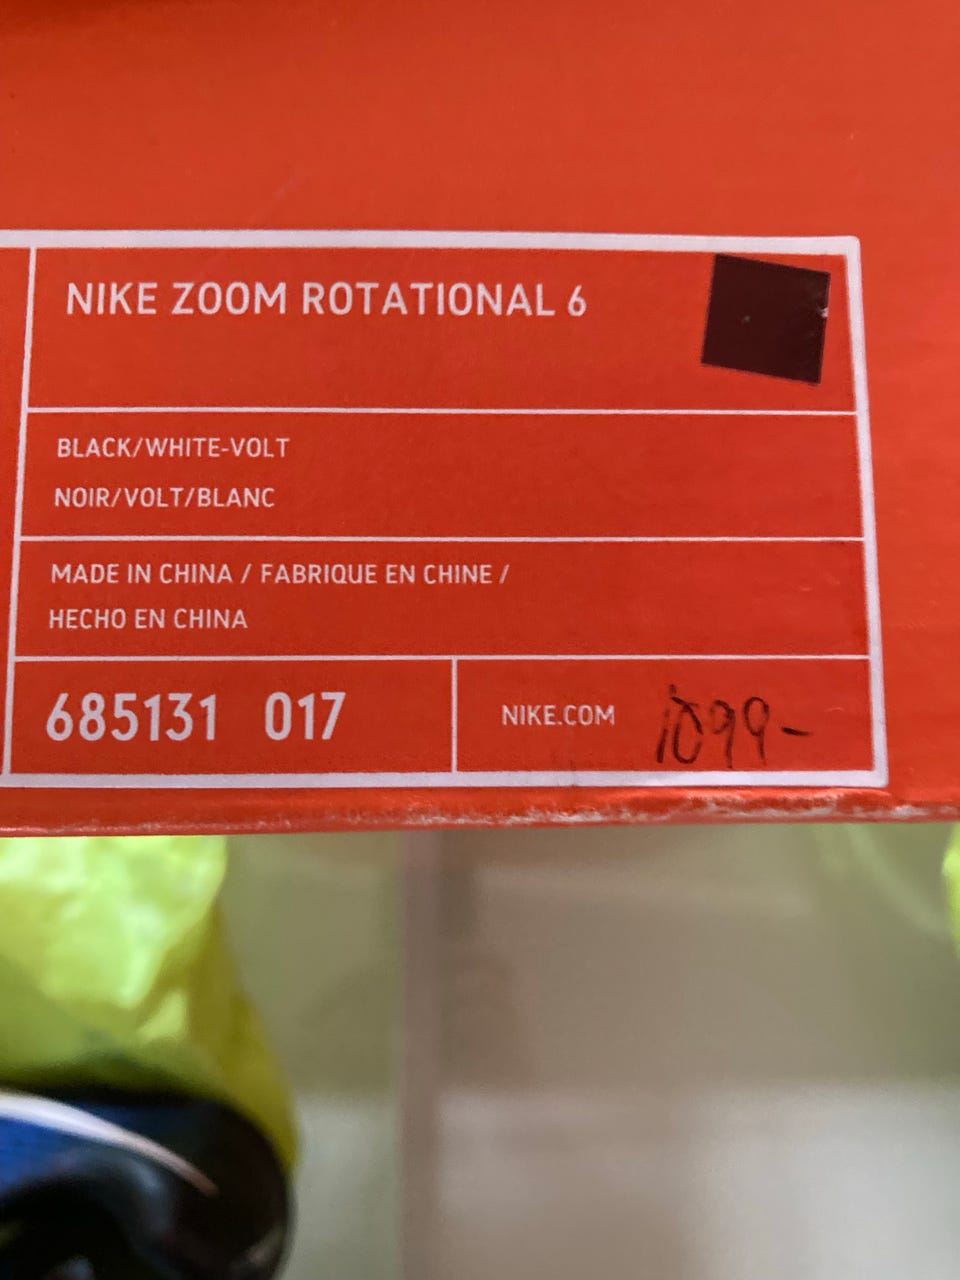 NIKE ZOOM ROTATIONAL 6
BLACK/WHITE-VOLT
NOIR/VOLT/BLANC
MADE IN CHINA / FABRIQUE EN CHINE /
HECHO EN CHINA
685131 017
NIKE.COM
1099-